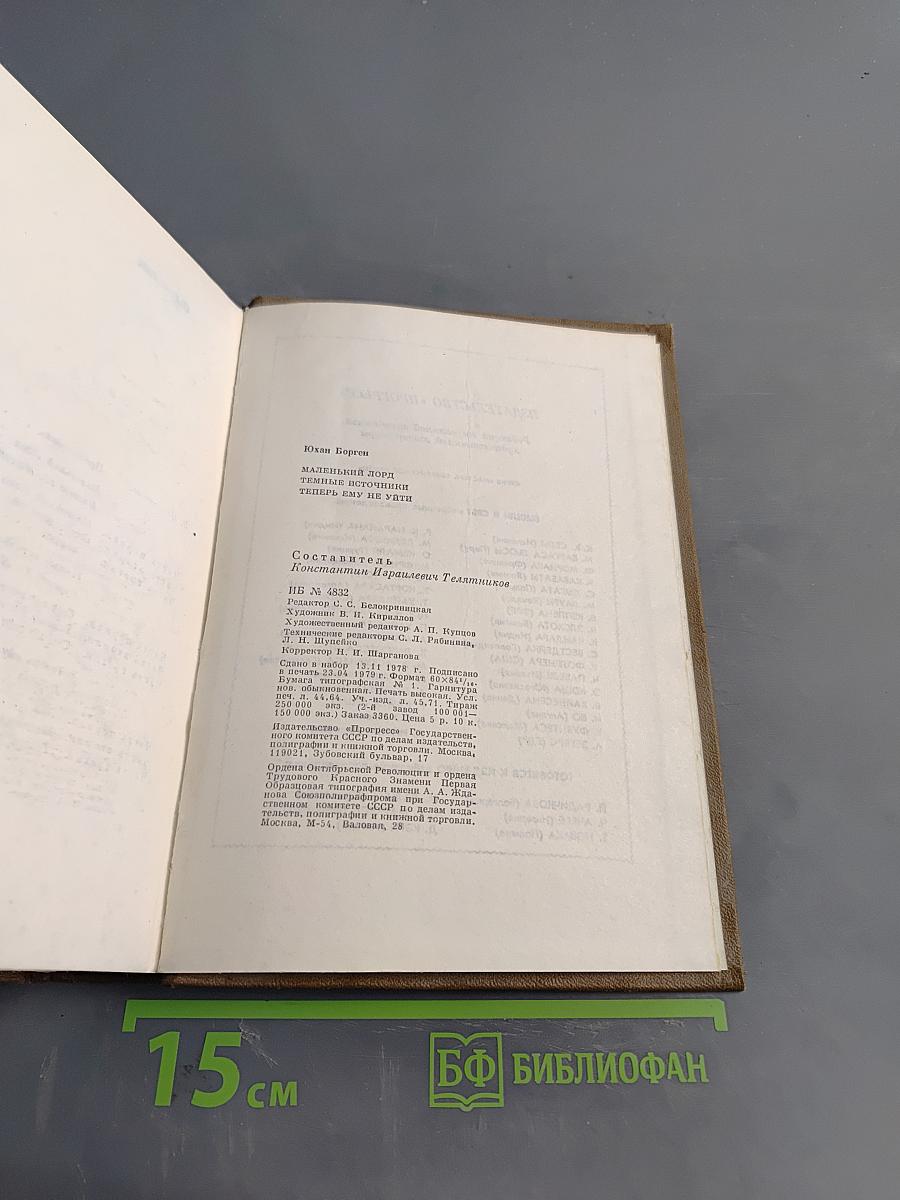 Юхан Борген
МАЛЕНЬКИЙ ЛОРД
ТЕМНЫЕ ИСТОЧНИКИ
ТЕПЕРЬ ЕМУ НЕ УЙТИ
Составитель
Константин Израилевич Телятников
ИБ № 4832
Редактор С. С. Белокриницкая
Художник В. И. Кириллов
Художественный редактор А. П. Купцов
Технические редакторы С. Л. Рябинина,
Л. Н. Шупейко
Корректор Н. И. Шарганова
Сдано в набор 13.11 1978 г. Подписано
в печать 23.04 1979 г. Формат 60×84¹/₁₆.
Бумага типографская № 1. Гарнитура
нов. обыкновенная. Печать высокая. Усл.
печ. л. 44,64. Уч.-изд. л. 45,71. Тираж
250 000 экз. (2-й завод 100 001—
150 000 экз.) Заказ 3360. Цена 5 р. 10 к.
Издательство «Прогресс» Государствен-
ного комитета СССР по делам издательств,
полиграфии и книжной торговли. Москва,
119021, Зубовский бульвар, 17
Ордена Октябрьской Революции и ордена
Трудового Красного Знамени Первая
Образцовая типография имени А. А. Жда-
нова Союзполиграфпрома при Государ-
ственном комитете СССР по делам изда-
тельств, полиграфии и книжной торговли.
Москва, М-54, Валовая, 28
15 см
БФ БИБЛИОФАН